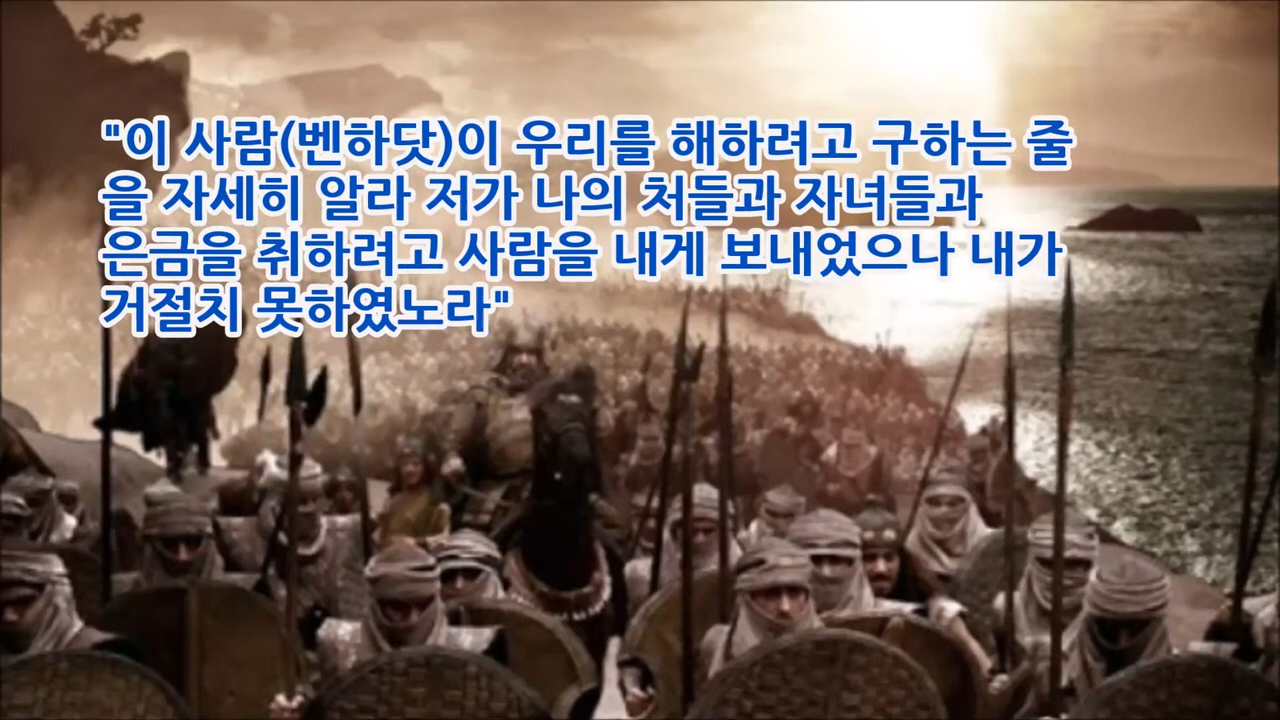 "이 사람(벤하닷)이 우리를 해하려고 구하는 줄
을 자세히 알라 저가 나의 처들과 자녀들과
은금을 취하려고 사람을 내게 보내었으나 내가
거절치 못하였노라"